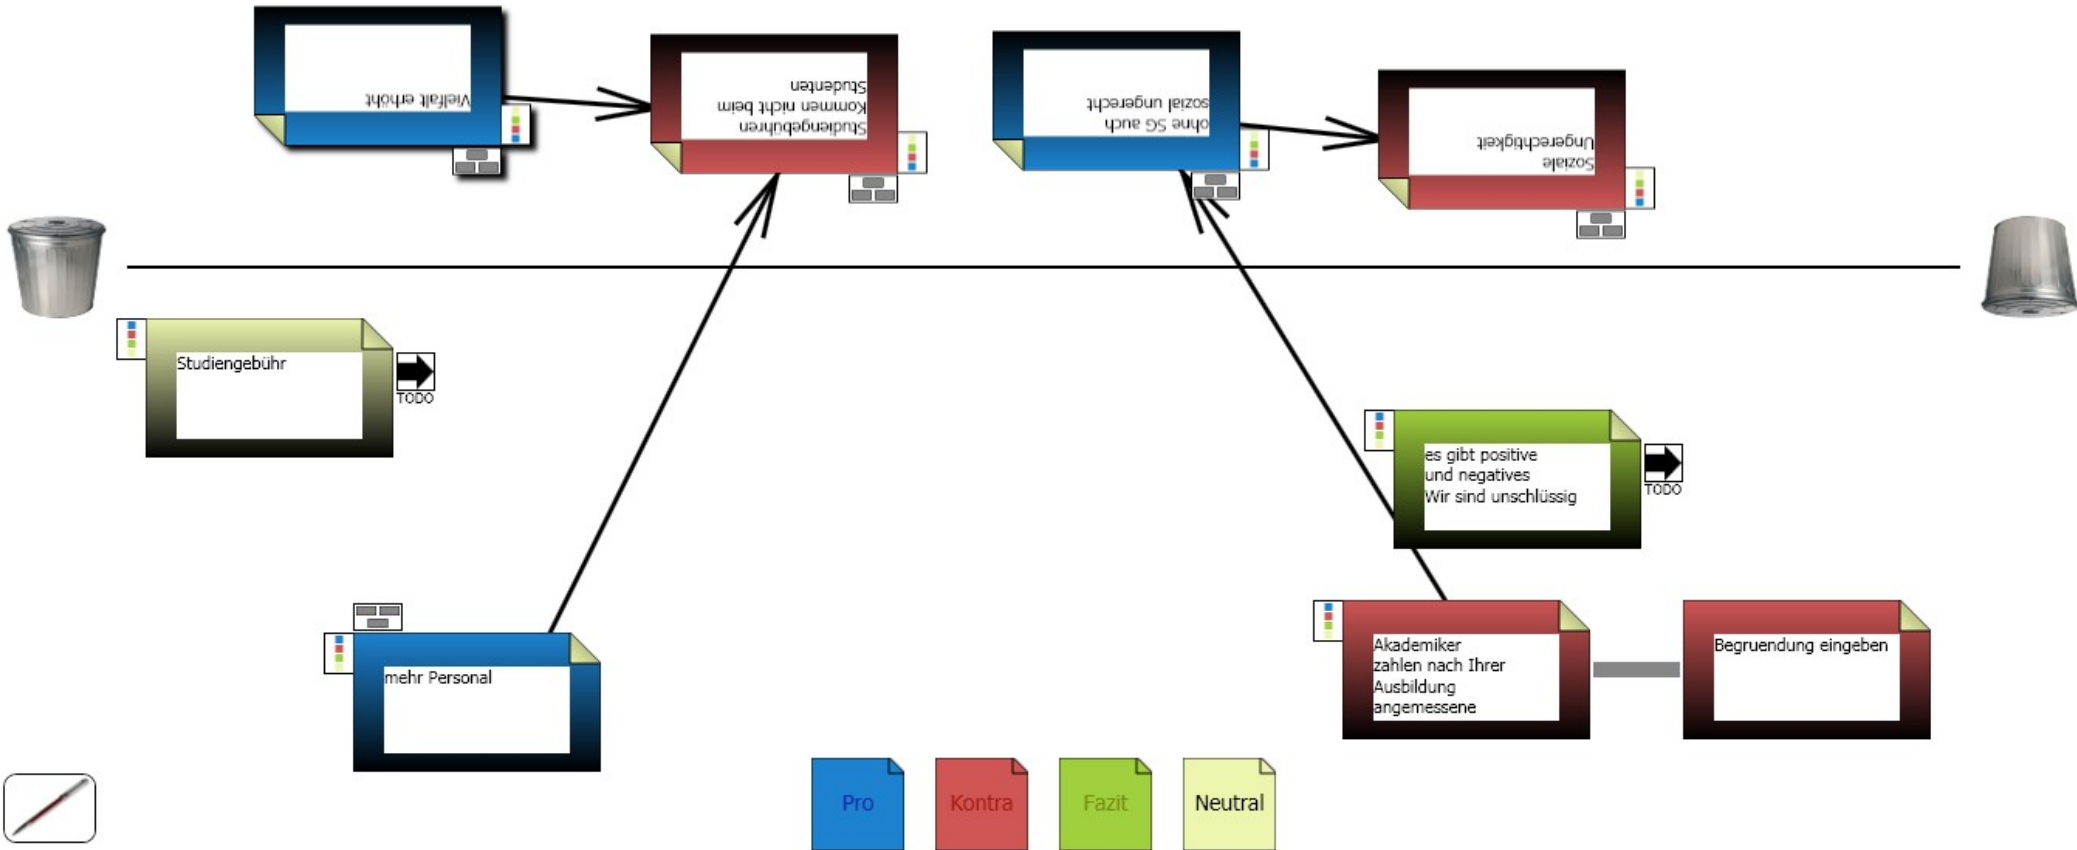 Vielfalt erhöht
Studiengebühren
Kommen nicht beim
Studenten
ohne SG auch
sozial ungerecht
Soziale
Ungerechtigkeit
Studiengebühr
TODO
es gibt positive
und negatives
Wir sind unschlüssig
TODO
mehr Personal
Akademiker
zahlen nach Ihrer
Ausbildung
angemessene
Begruendung eingeben
Pro
Kontra
Fazit
Neutral